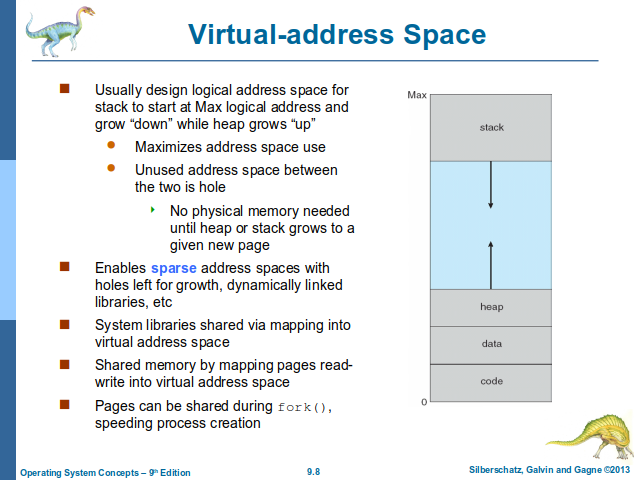 Virtual-address Space
Usually design logical address space for
stack to start at Max logical address and
grow “down” while heap grows “up”
Maximizes address use
Unused address space between
the two is hole
No physical memory needed
until heap or stack grows to a
given new page
Enables sparse address spaces with
holes left for growth, dynamically linked
libraries, etc
System libraries shared via mapping into
virtual address space
Shared memory by mapping pages read-
write into virtual address space
Pages can be shared during fork(),
speeding process creation
Max
stack
heap
data
code
0
Operating System Concepts – 9th Edition
9.8
Silberschatz, Galvin and Gagne ©2013